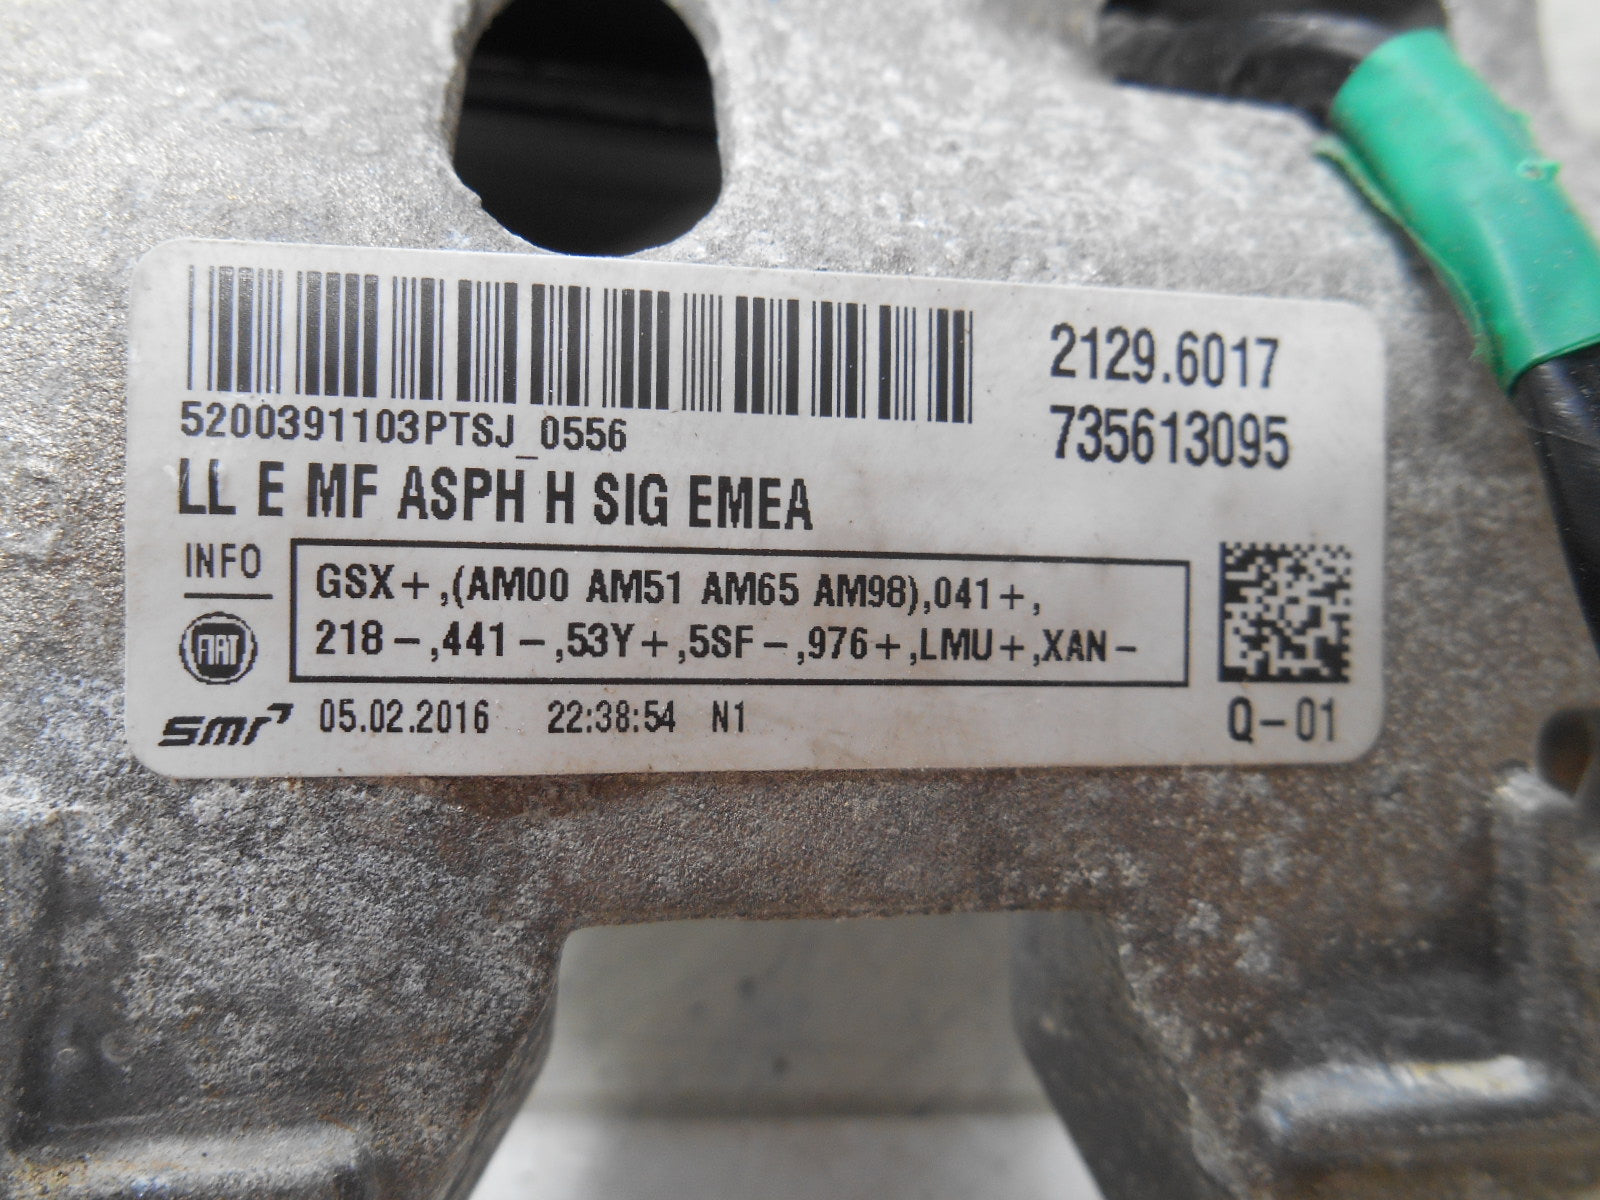 2129.6017
5200391103PTSJ_0556
735613095
LL E MF ASPH H SIG EMEA
INFO
GSX+,(AM00 AM51 AM65 AM98),041+,
218-,441-,53Y+,5SF-,976+,LMU+,XAN-
FIAT
smr 05.02.2016 22:38:54 N1
Q-01